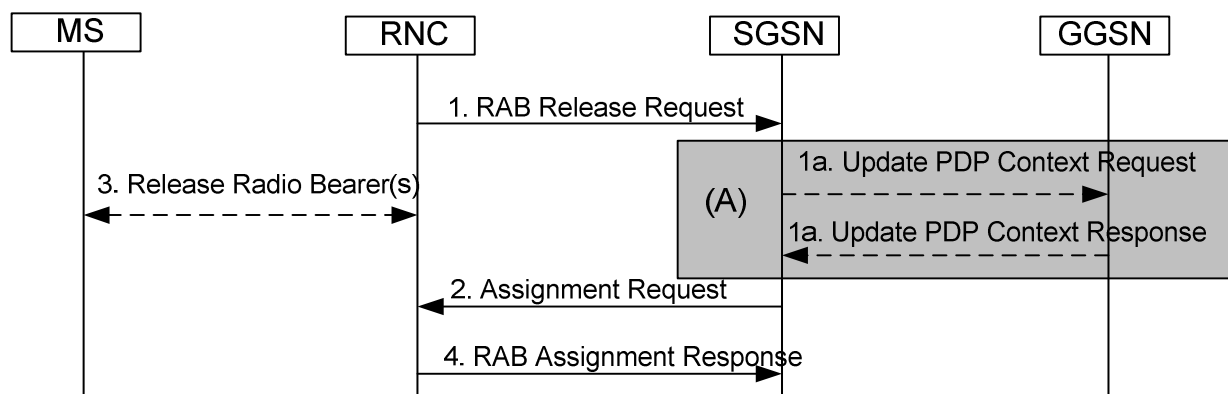 MS
RNC
SGSN
GGSN
1. RAB Release Request
1a. Update PDP Context Request
3. Release Radio Bearer(s)
(A)
1a. Update PDP Context Response
2. Assignment Request
4. RAB Assignment Response